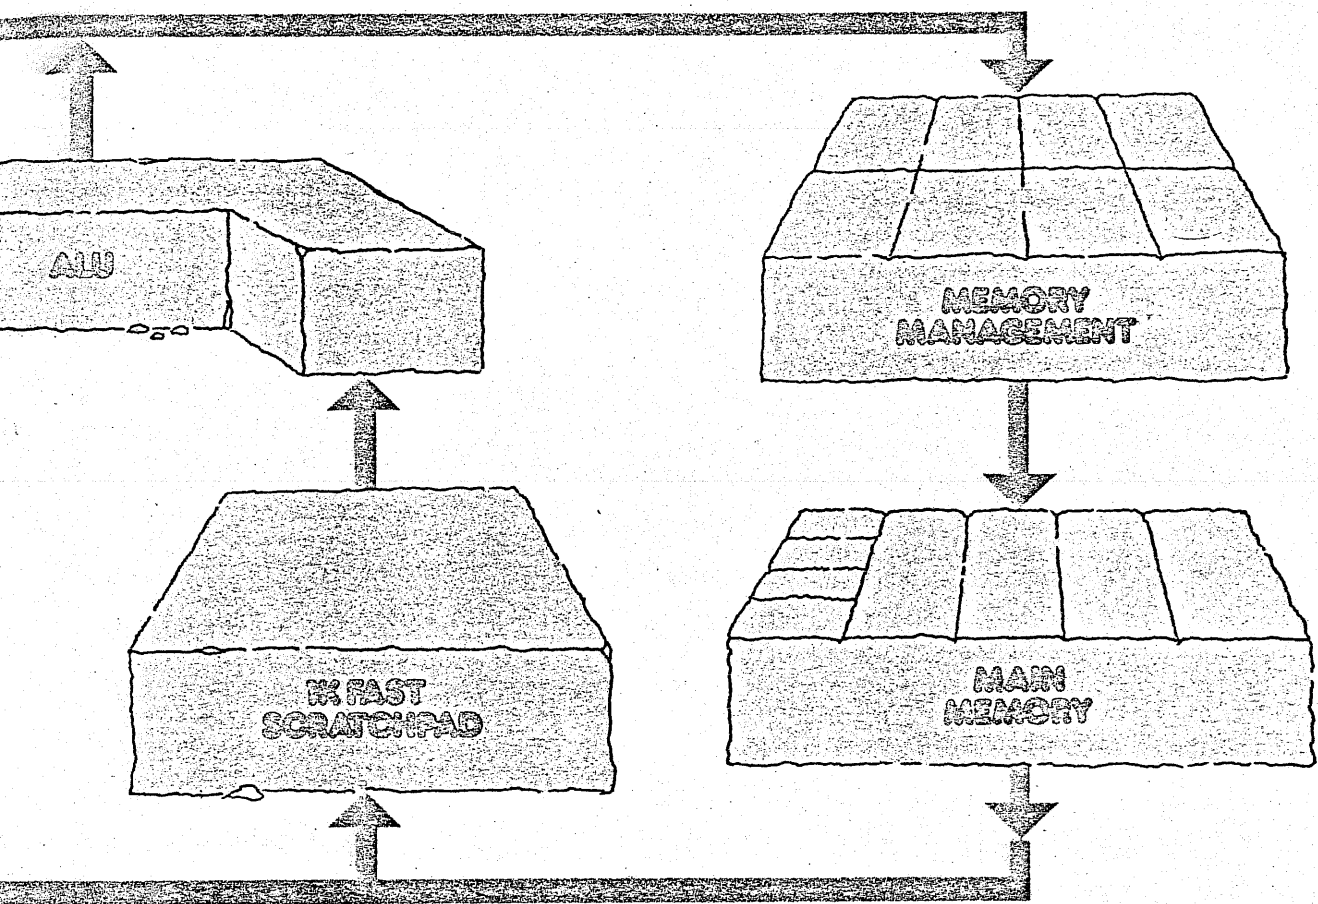 ALU
MEMORY
MANAGEMENT
1K FAST
SCRATCHPAD
MAIN
MEMORY